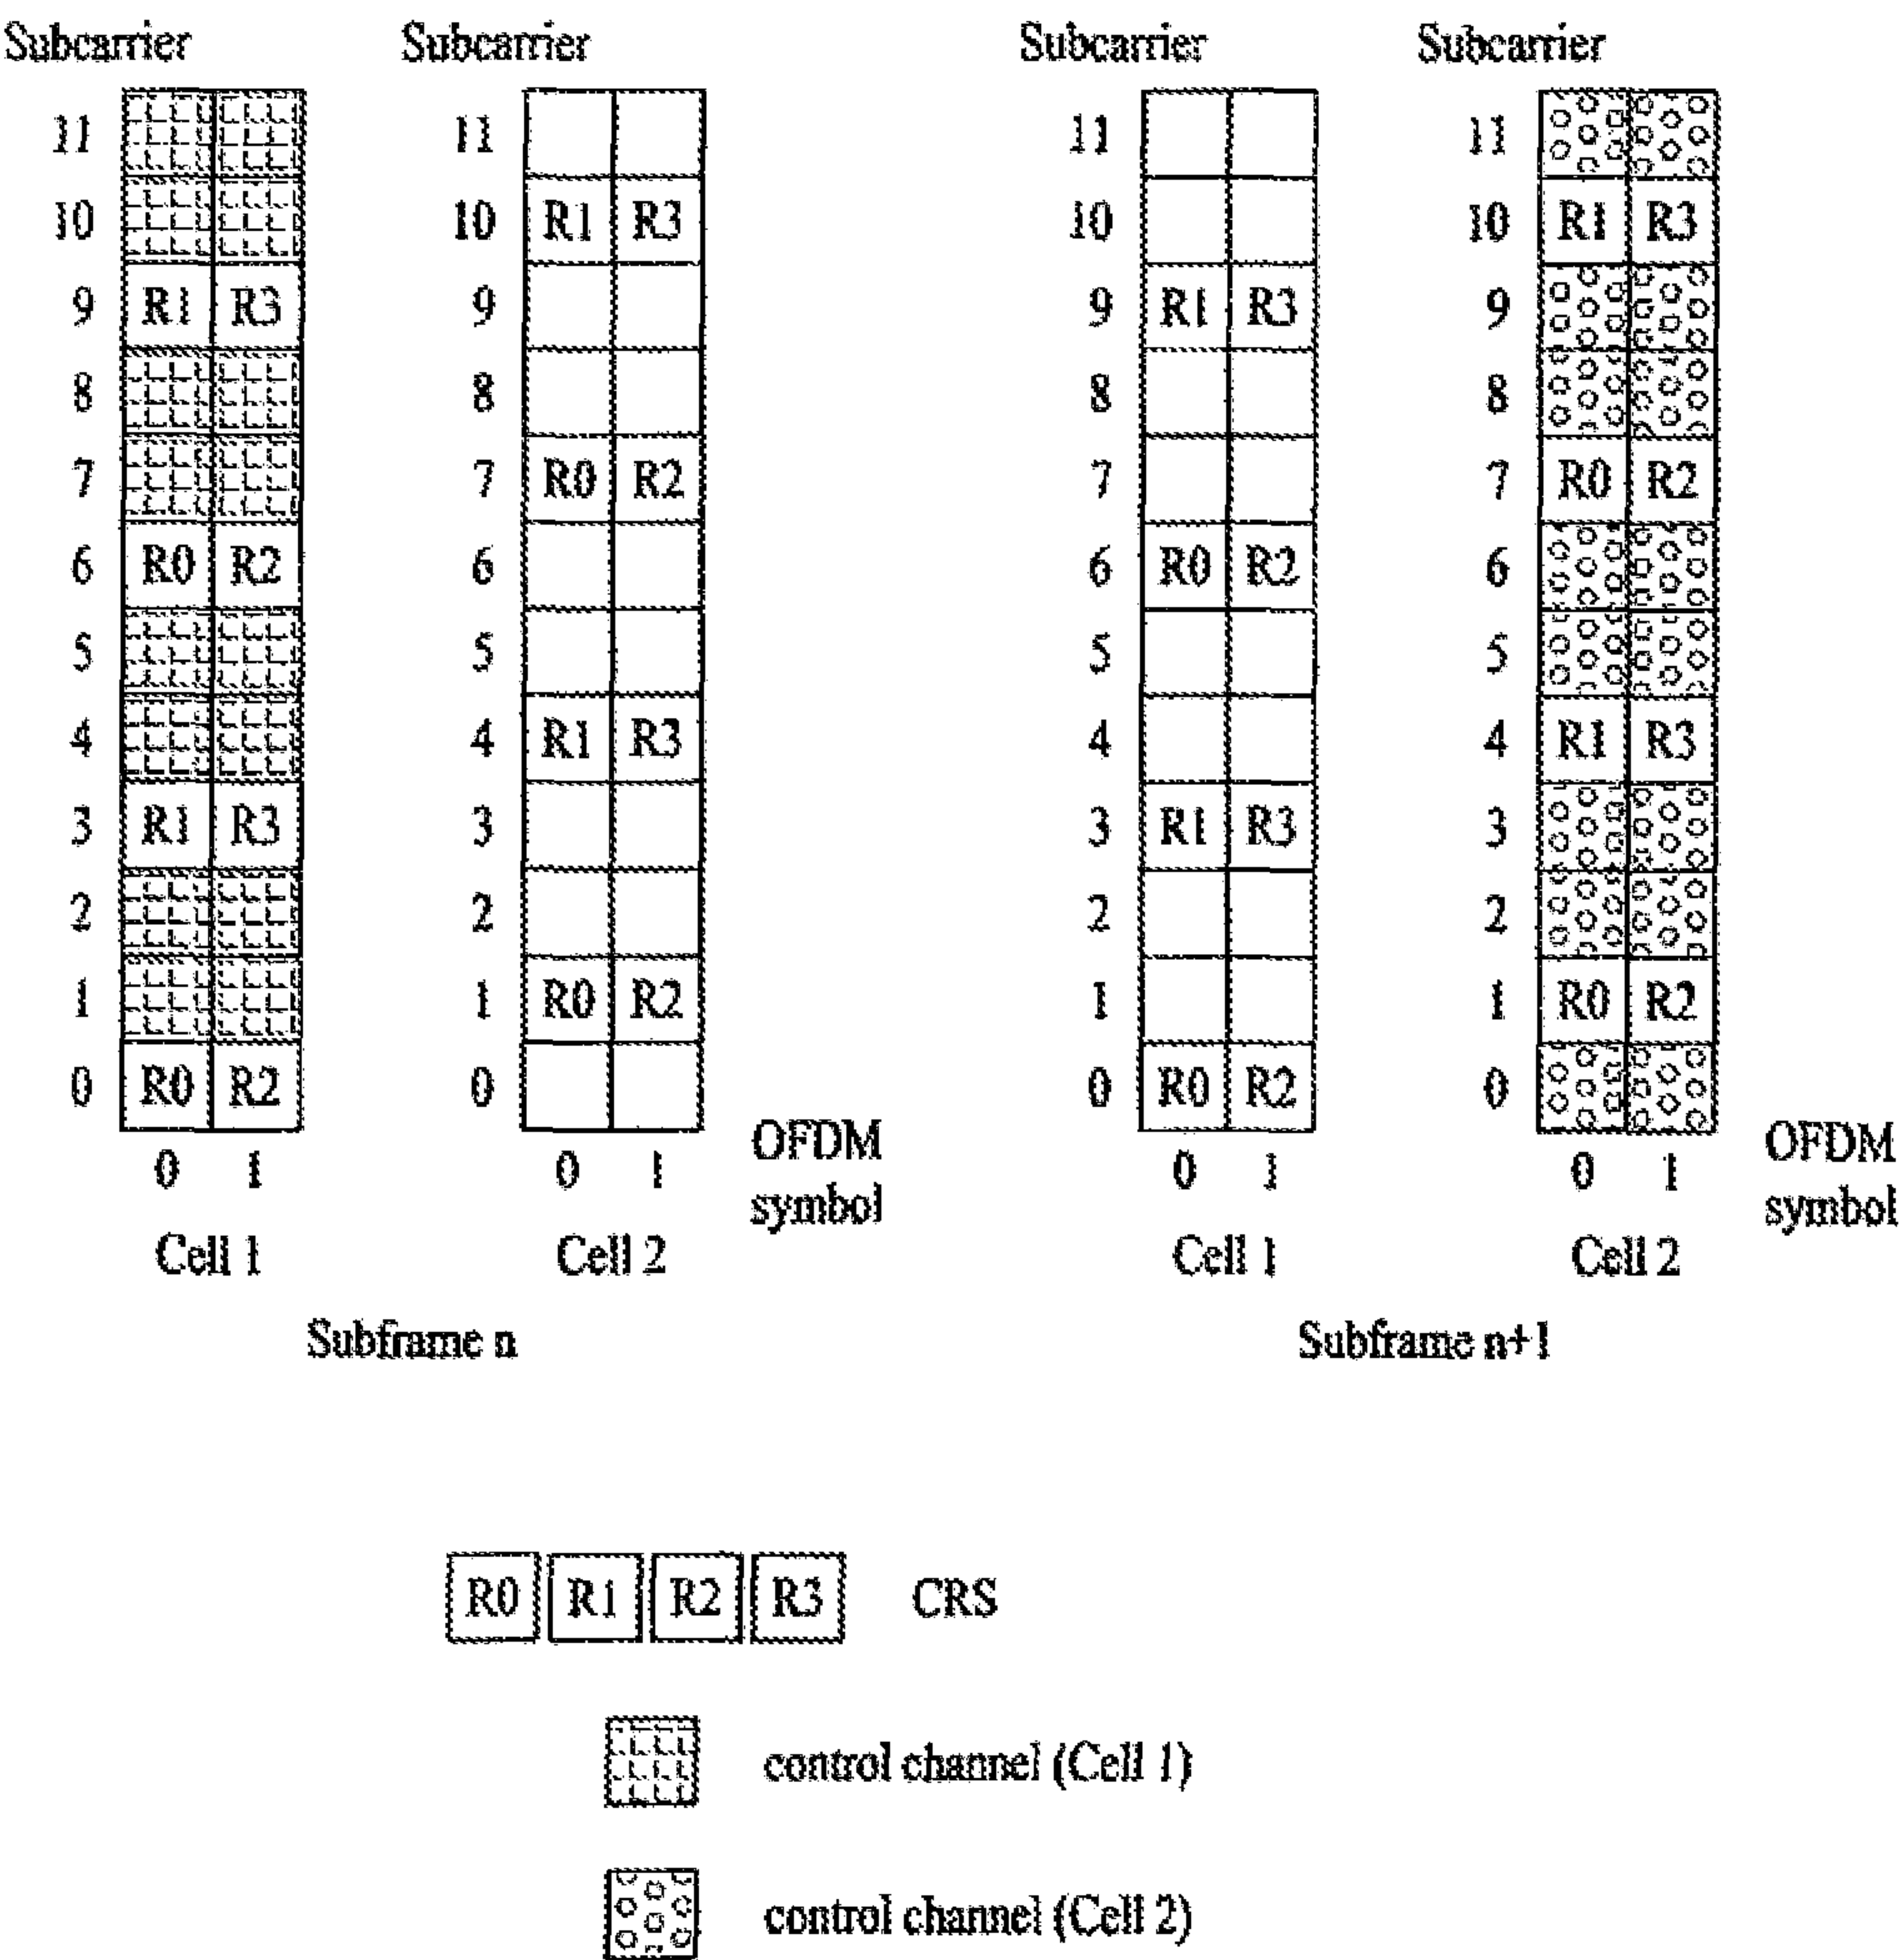 Subcarrier Subcarrier Subcarrier Subcarrier
11 11 11 11
10 10 R1 R3 10 10 R1 R3
9 R1 R3 9 9 R1 R3 9
8 8 8 8
7 7 R0 R2 7 7 R0 R2
6 R0 R2 6 6 R0 R2 6
5 5 5 5
4 4 R1 R3 4 4 R1 R3
3 R1 R3 3 3 R1 R3 3
2 2 2 2
1 1 R0 R2 1 1 R0 R2
0 R0 R2 0 0 R0 R2 0
0 1 0 1 OFDM symbol 0 1 0 1 OFDM symbol
Cell 1 Cell 2 Cell 1 Cell 2
Subframe n Subframe n+1
R0 R1 R2 R3 CRS
control channel (Cell 1)
control channel (Cell 2)